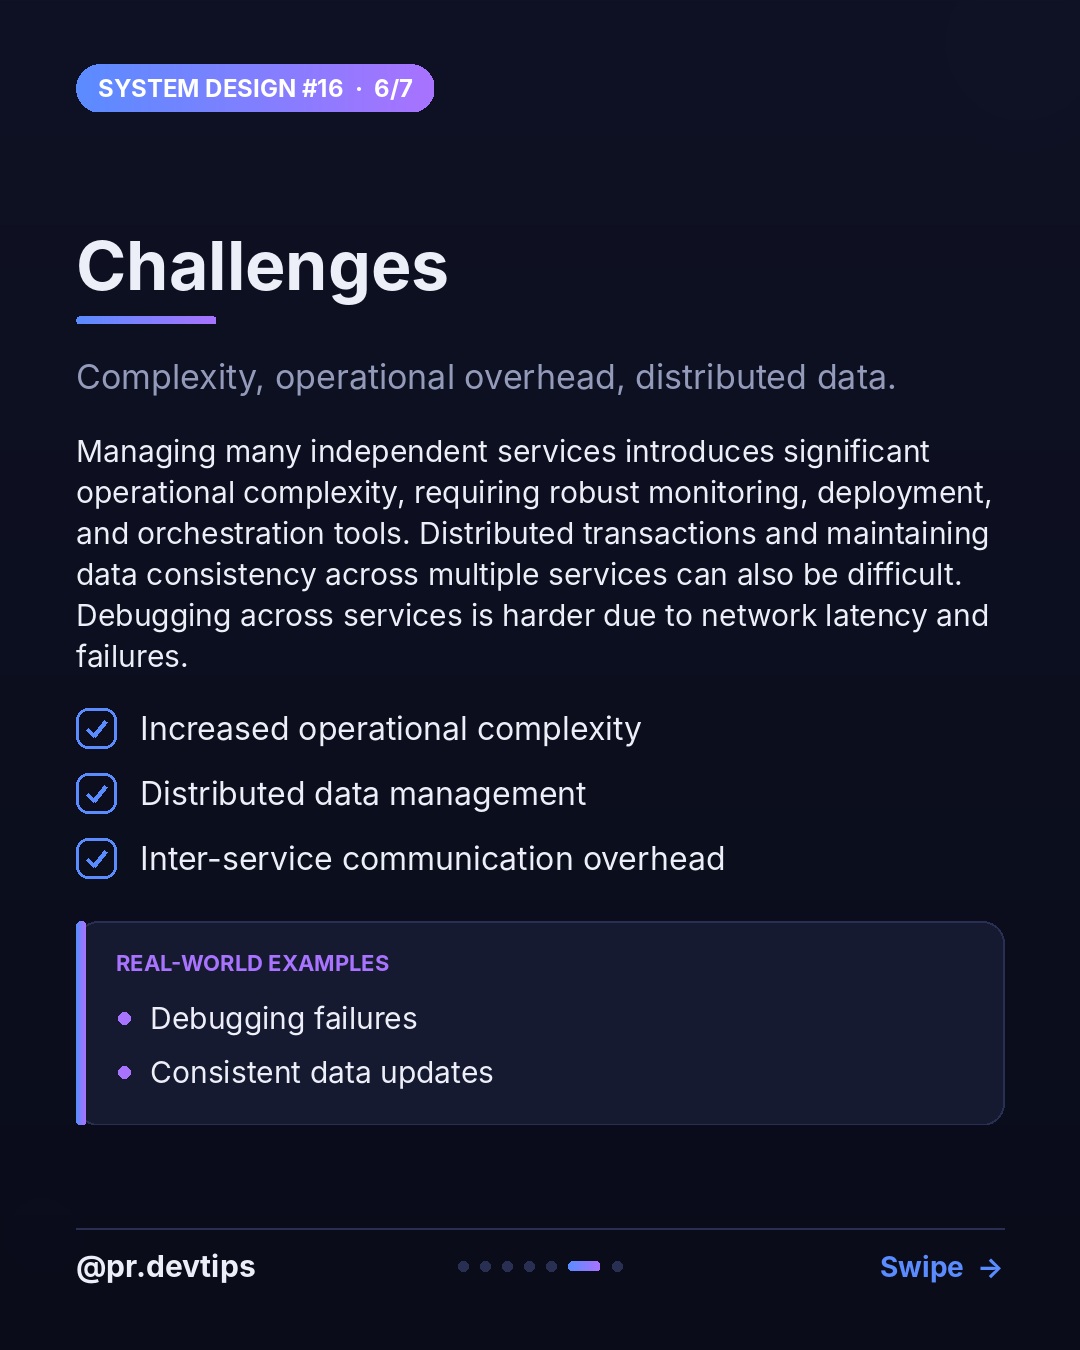 SYSTEM DESIGN #16 · 6/7
Challenges
Complexity, operational overhead, distributed data.
Managing many independent services introduces significant
operational complexity, requiring robust monitoring, deployment,
and orchestration tools. Distributed transactions and maintaining
data consistency across multiple services can also be difficult.
Debugging across services is harder due to network latency and
failures.
Increased operational complexity
Distributed data management
Inter-service communication overhead
REAL-WORLD EXAMPLES
Debugging failures
Consistent data updates
@pr.devtips
Swipe →